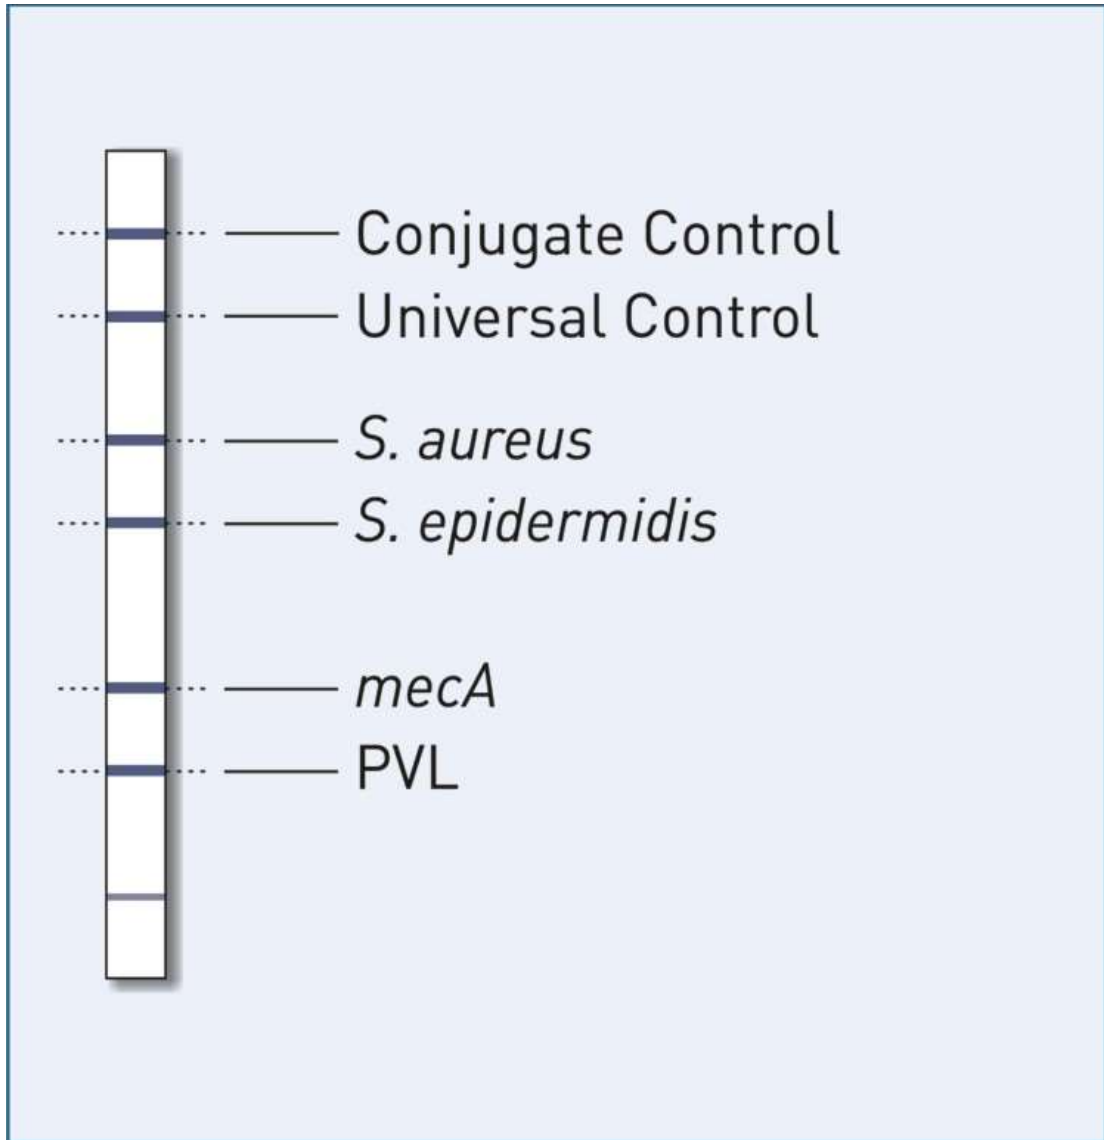 Conjugate Control
Universal Control
S. aureus
S. epidermidis
mecA
PVL